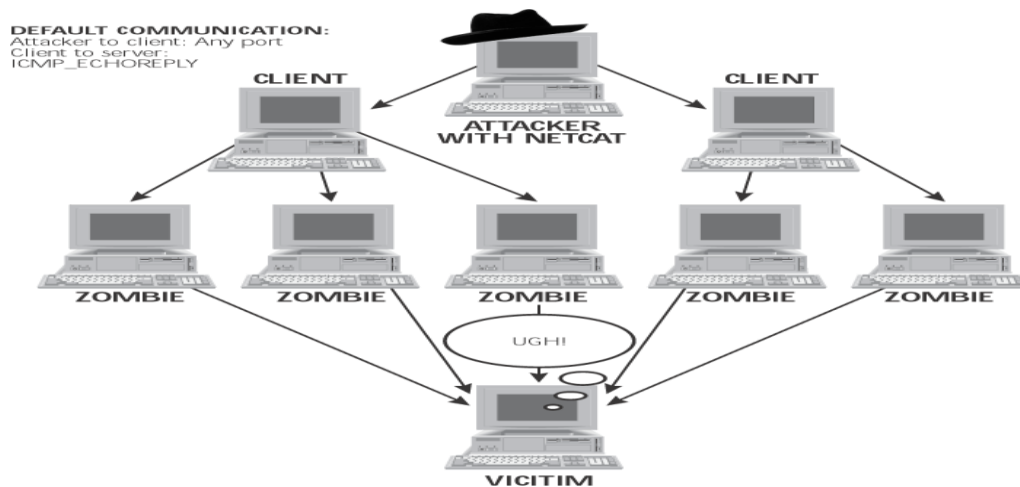 DEFAULT COMMUNICATION:
Attacker to client: Any port
Client to server:
ICMP_ECHOREPLY
CLIENT
CLIENT
ATTACKER
WITH NETCAT
ZOMBIE
ZOMBIE
ZOMBIE
ZOMBIE
ZOMBIE
UGH!
VICITIM